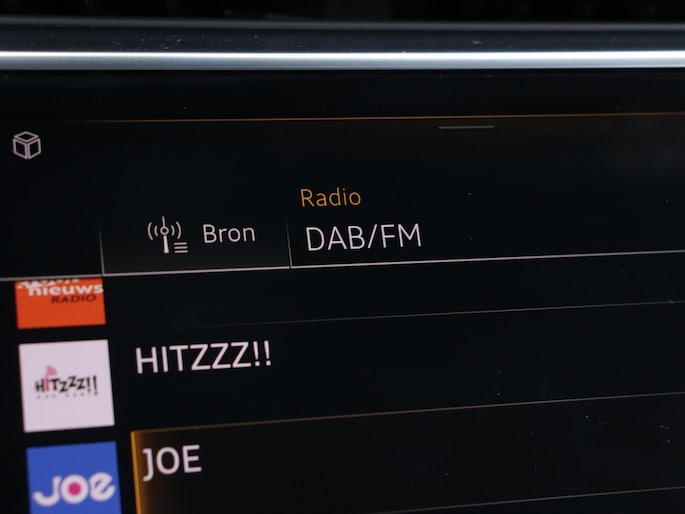 Radio
Bron
DAB/FM
nieuws
RADIO
HITZZZ!!
HiTZZZ!!
JOE
JOE